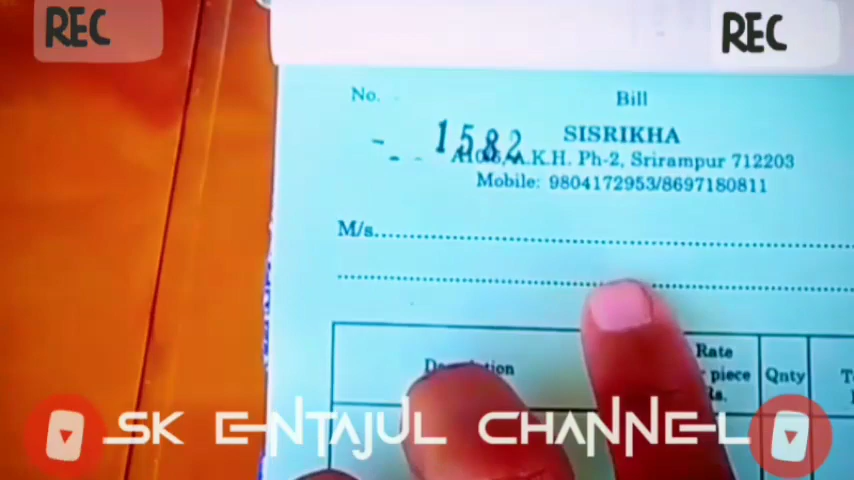 REC
REC
No.
Bill
1582
SISRIKHA
A.K.H. Ph-2, Srirampur 712203
Mobile: 9804172953/8697180811
M/s
Rate
piece
Qnty
SK ENTAJUL CHANNEL